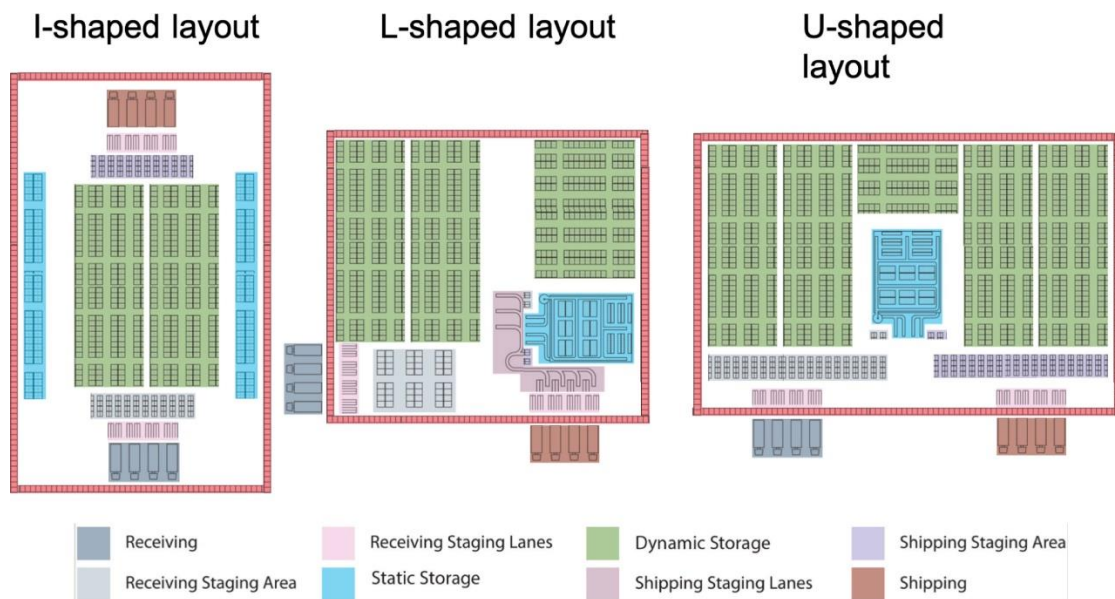 I-shaped layout
L-shaped layout
U-shaped
layout
Receiving
Receiving Staging Lanes
Dynamic Storage
Shipping Staging Area
Receiving Staging Area
Static Storage
Shipping Staging Lanes
Shipping